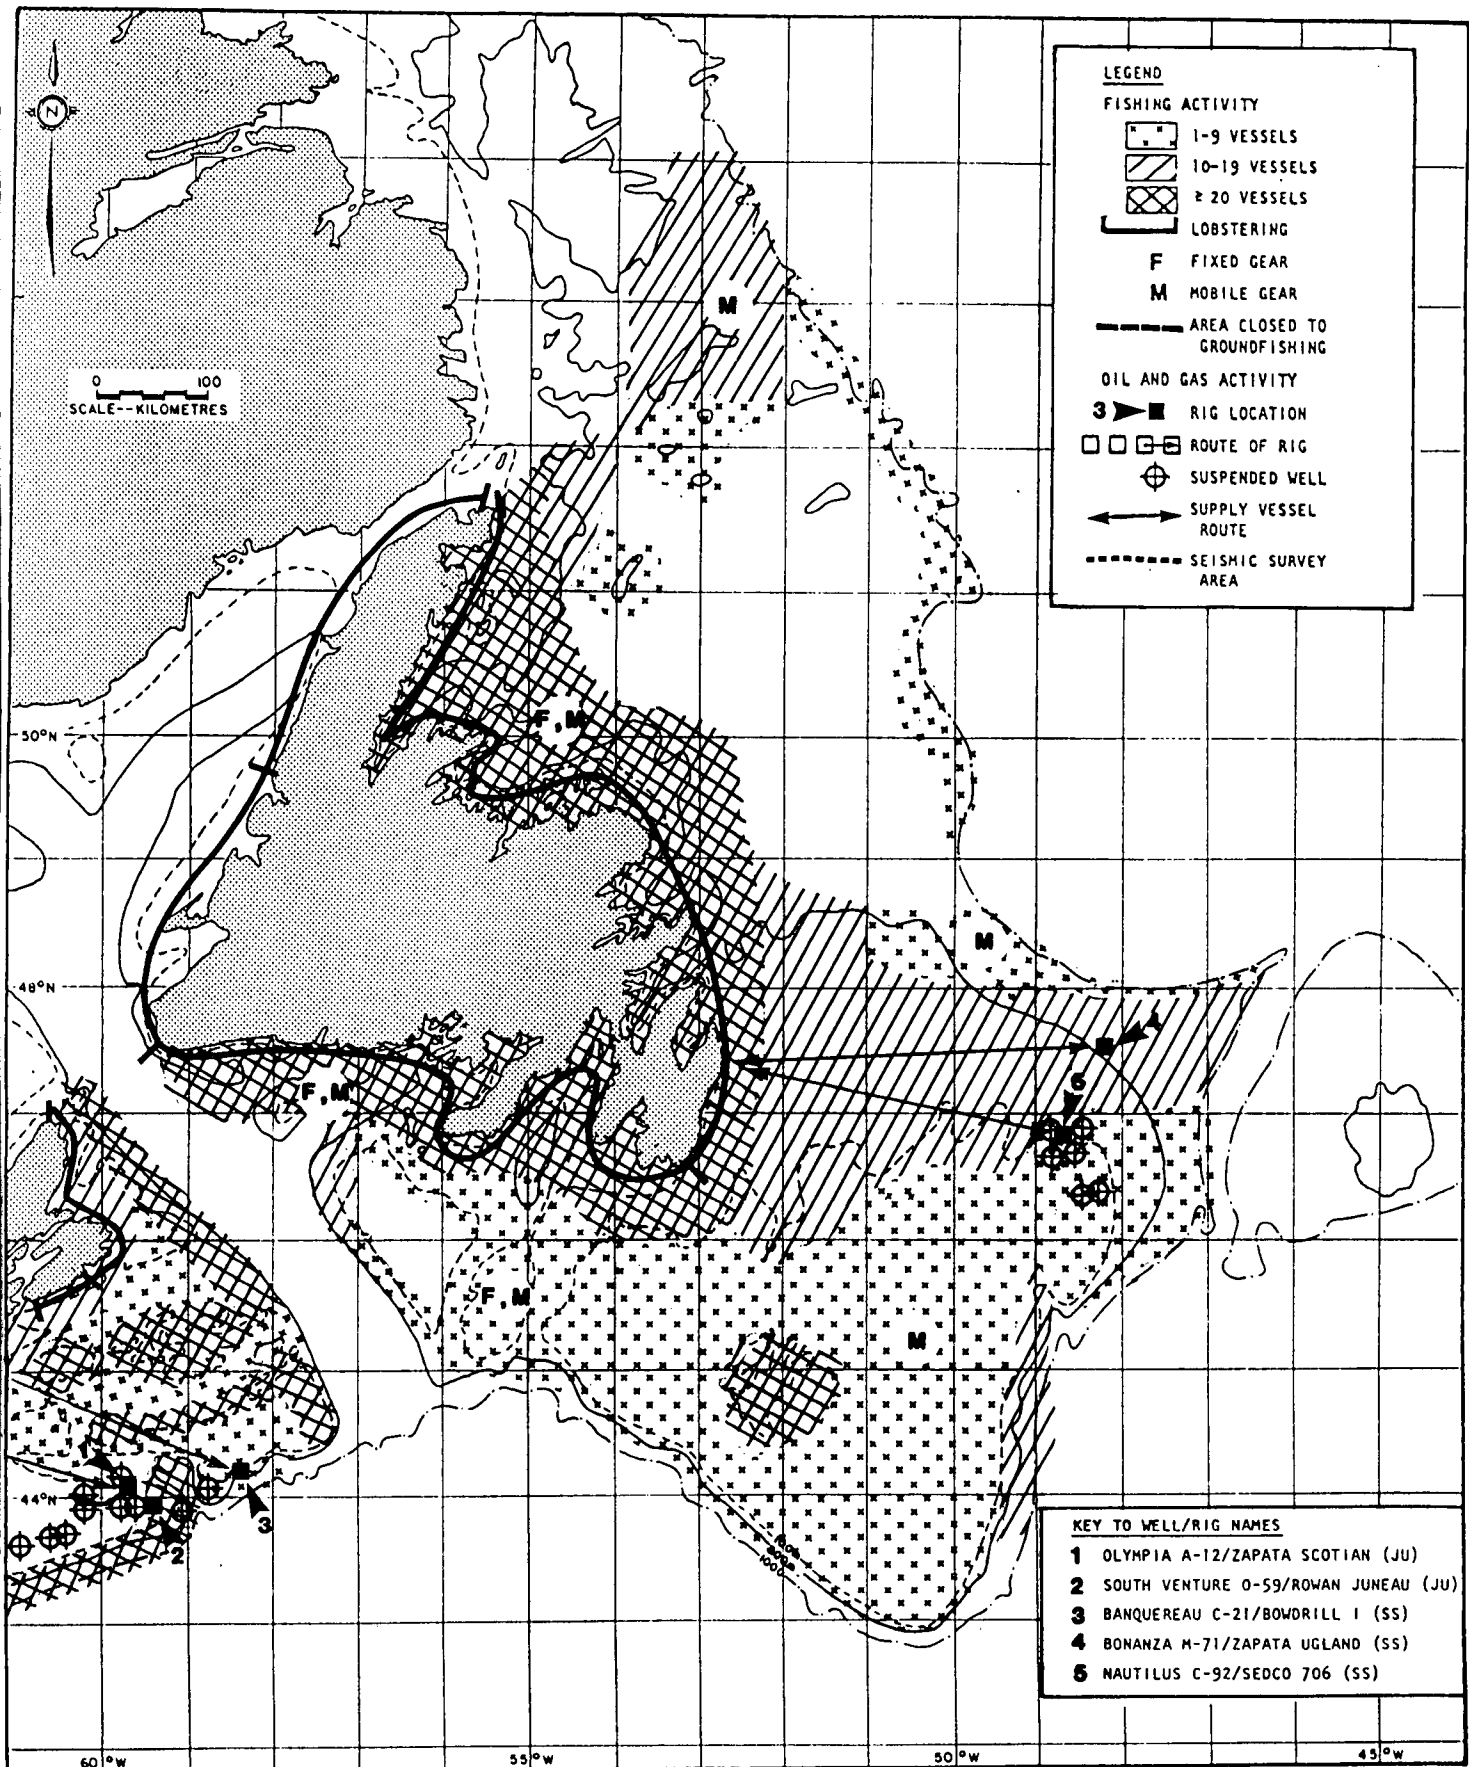 N
LEGEND
FISHING ACTIVITY
1-9 VESSELS
10-19 VESSELS
≥ 20 VESSELS
LOBSTERING
F FIXED GEAR
M MOBILE GEAR
AREA CLOSED TO
GROUNDFISHING
OIL AND GAS ACTIVITY
3 RIG LOCATION
ROUTE OF RIG
SUSPENDED WELL
SUPPLY VESSEL
ROUTE
SEISMIC SURVEY
AREA
M
0 100
SCALE--KILOMETRES
F, M
50°N
M
48°N
4
5
F, M
F, M
M
44°N
1
2
3
100m
1000
KEY TO WELL/RIG NAMES
1 OLYMPIA A-12/ZAPATA SCOTIAN (JU)
2 SOUTH VENTURE O-59/ROWAN JUNEAU (JU)
3 BANQUEREAU C-21/BOWDRILL I (SS)
4 BONANZA M-71/ZAPATA UGLAND (SS)
5 NAUTILUS C-92/SEDCO 706 (SS)
60°W
55°W
50°W
45°W